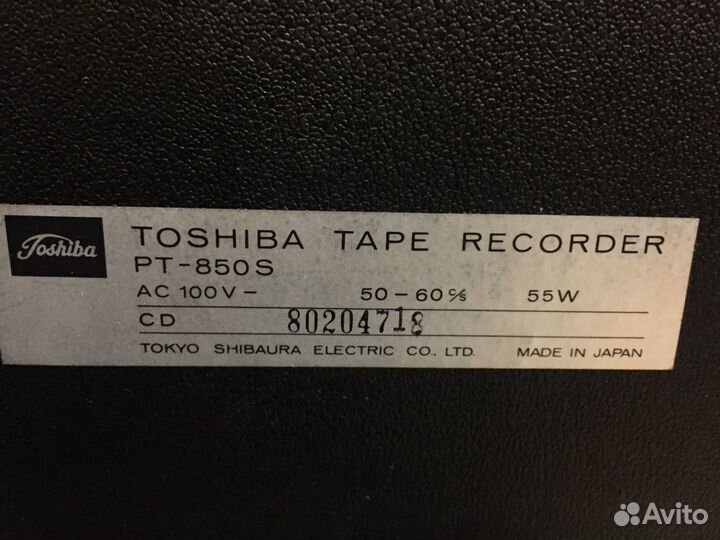 Toshiba
TOSHIBA TAPE RECORDER
PT-850S
AC 100V - 50 - 60 c/s 55W
CD 80204718
TOKYO SHIBAURA ELECTRIC CO., LTD. MADE IN JAPAN
Avito